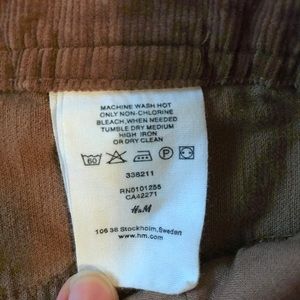 MACHINE WASH HOT
ONLY NON-CHLORINE
BLEACH, WHEN NEEDED
TUMBLE DRY MEDIUM
HIGH IRON
OR DRY CLEAN
60 P
338211
RN0101255
CA42271
H&M
106 38 Stockholm, Sweden
www.hm.com